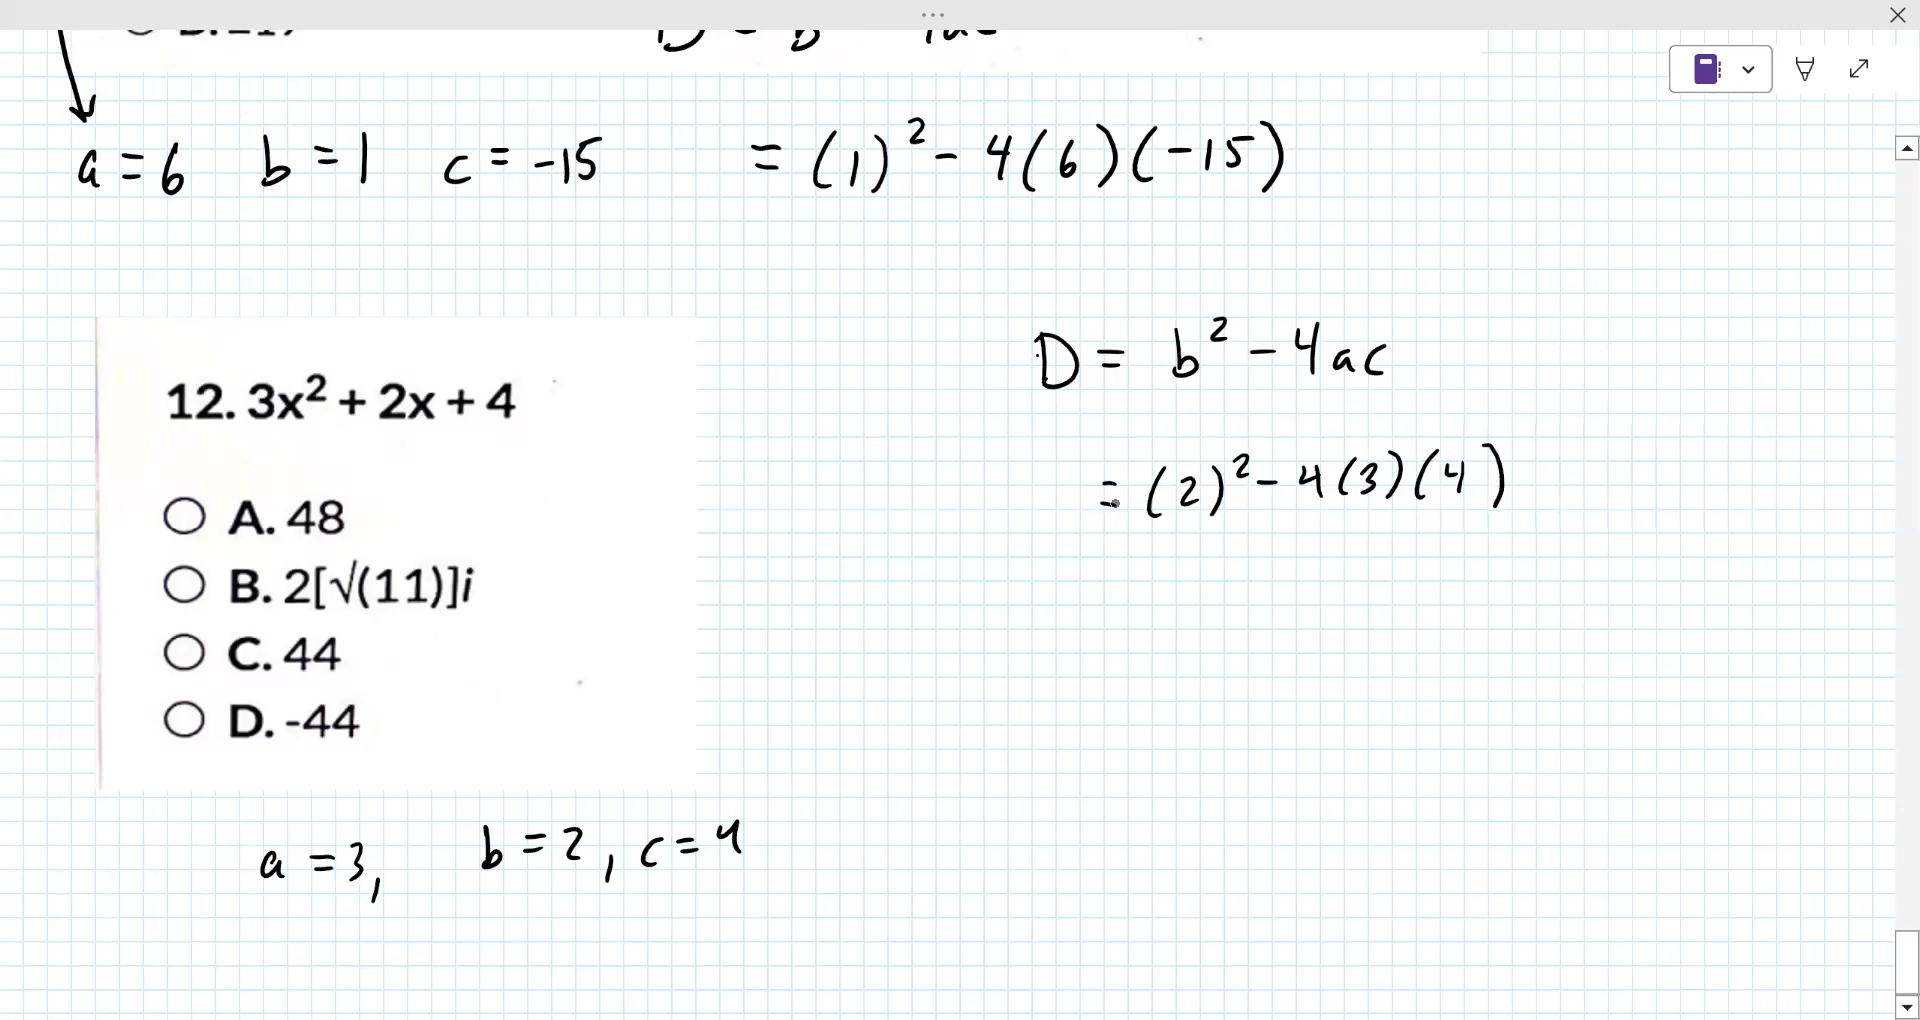 a = 6 b = 1 c = -15 = (1)² - 4(6)(-15)
D = b² - 4ac
12. 3x² + 2x + 4
= (2)² - 4(3)(4)
A. 48
B. 2[√(11)]i
C. 44
D. -44
a = 3, b = 2, c = 4